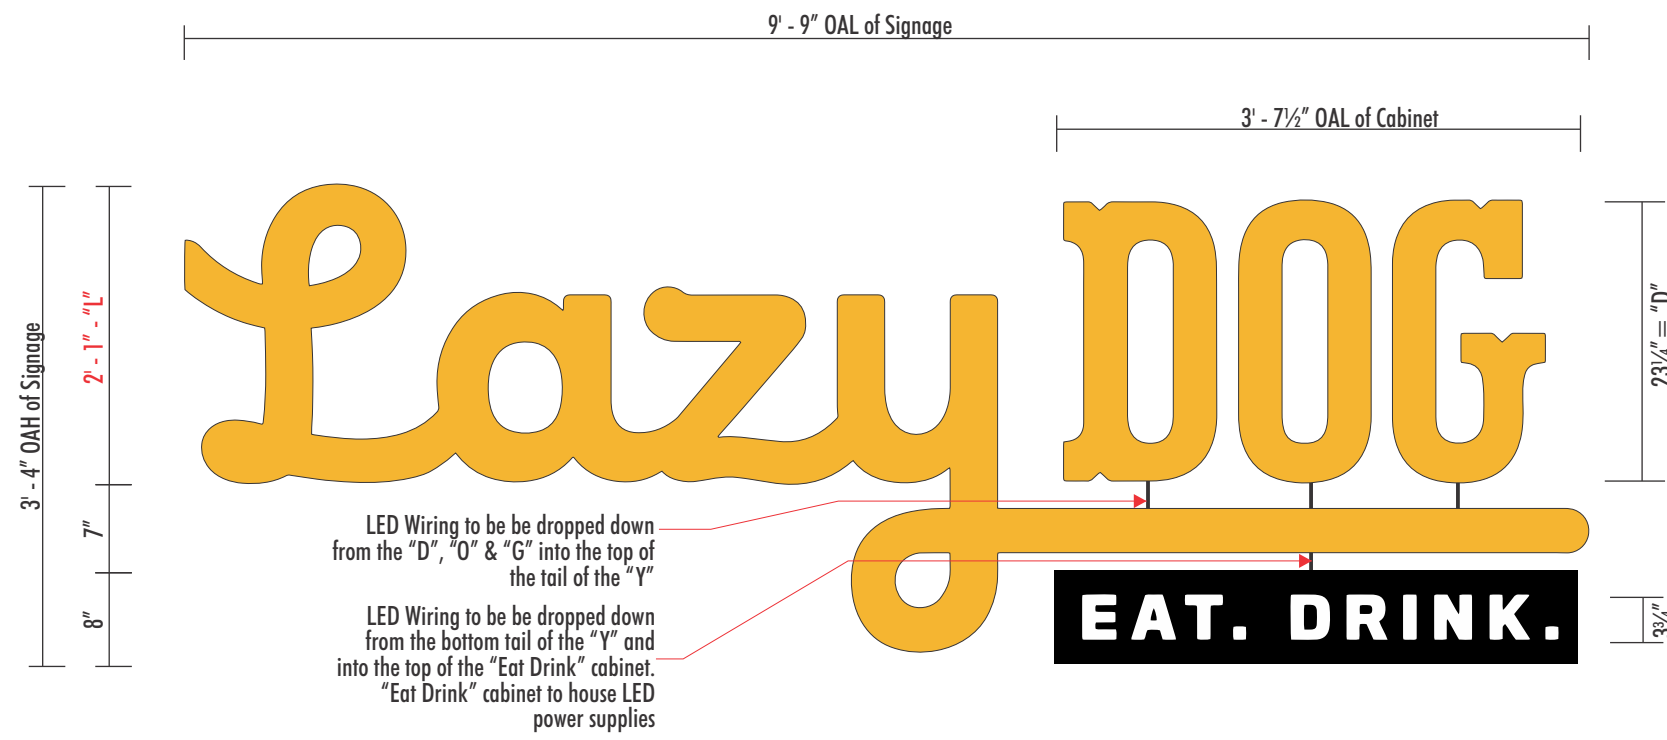 9' - 9” OAL of Signage
3' - 7½” OAL of Cabinet
3' - 4” OAH of Signage
2' - 1” - “L”
7”
8”
Lazy DOG
23¼” = “D”
LED Wiring to be be dropped down
from the “D”, “O” & “G” into the top of
the tail of the “Y”
LED Wiring to be be dropped down
from the bottom tail of the “Y” and
into the top of the “Eat Drink” cabinet.
“Eat Drink” cabinet to house LED
power supplies
EAT. DRINK.
3¾”